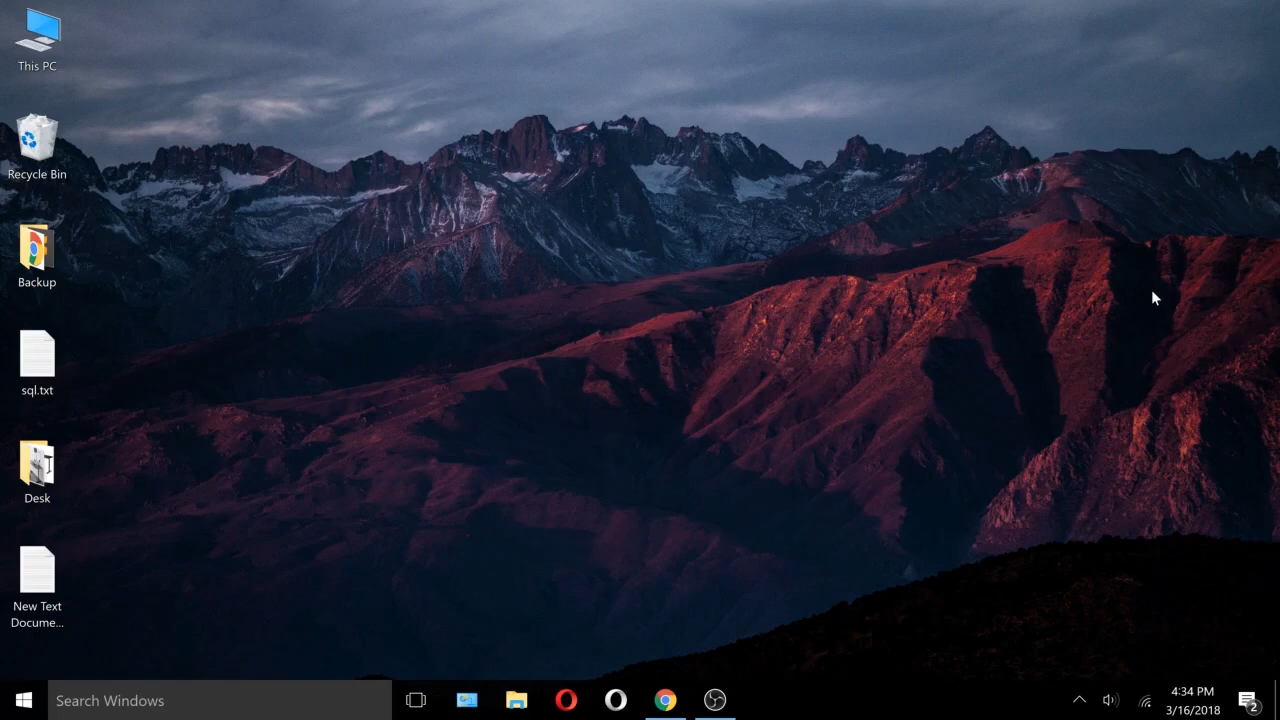 This PC
Recycle Bin
Backup
sql.txt
Desk
New Text
Docume...
Search Windows
4:34 PM
3/16/2018
2